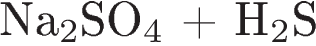 Na₂SO₄ + H₂S